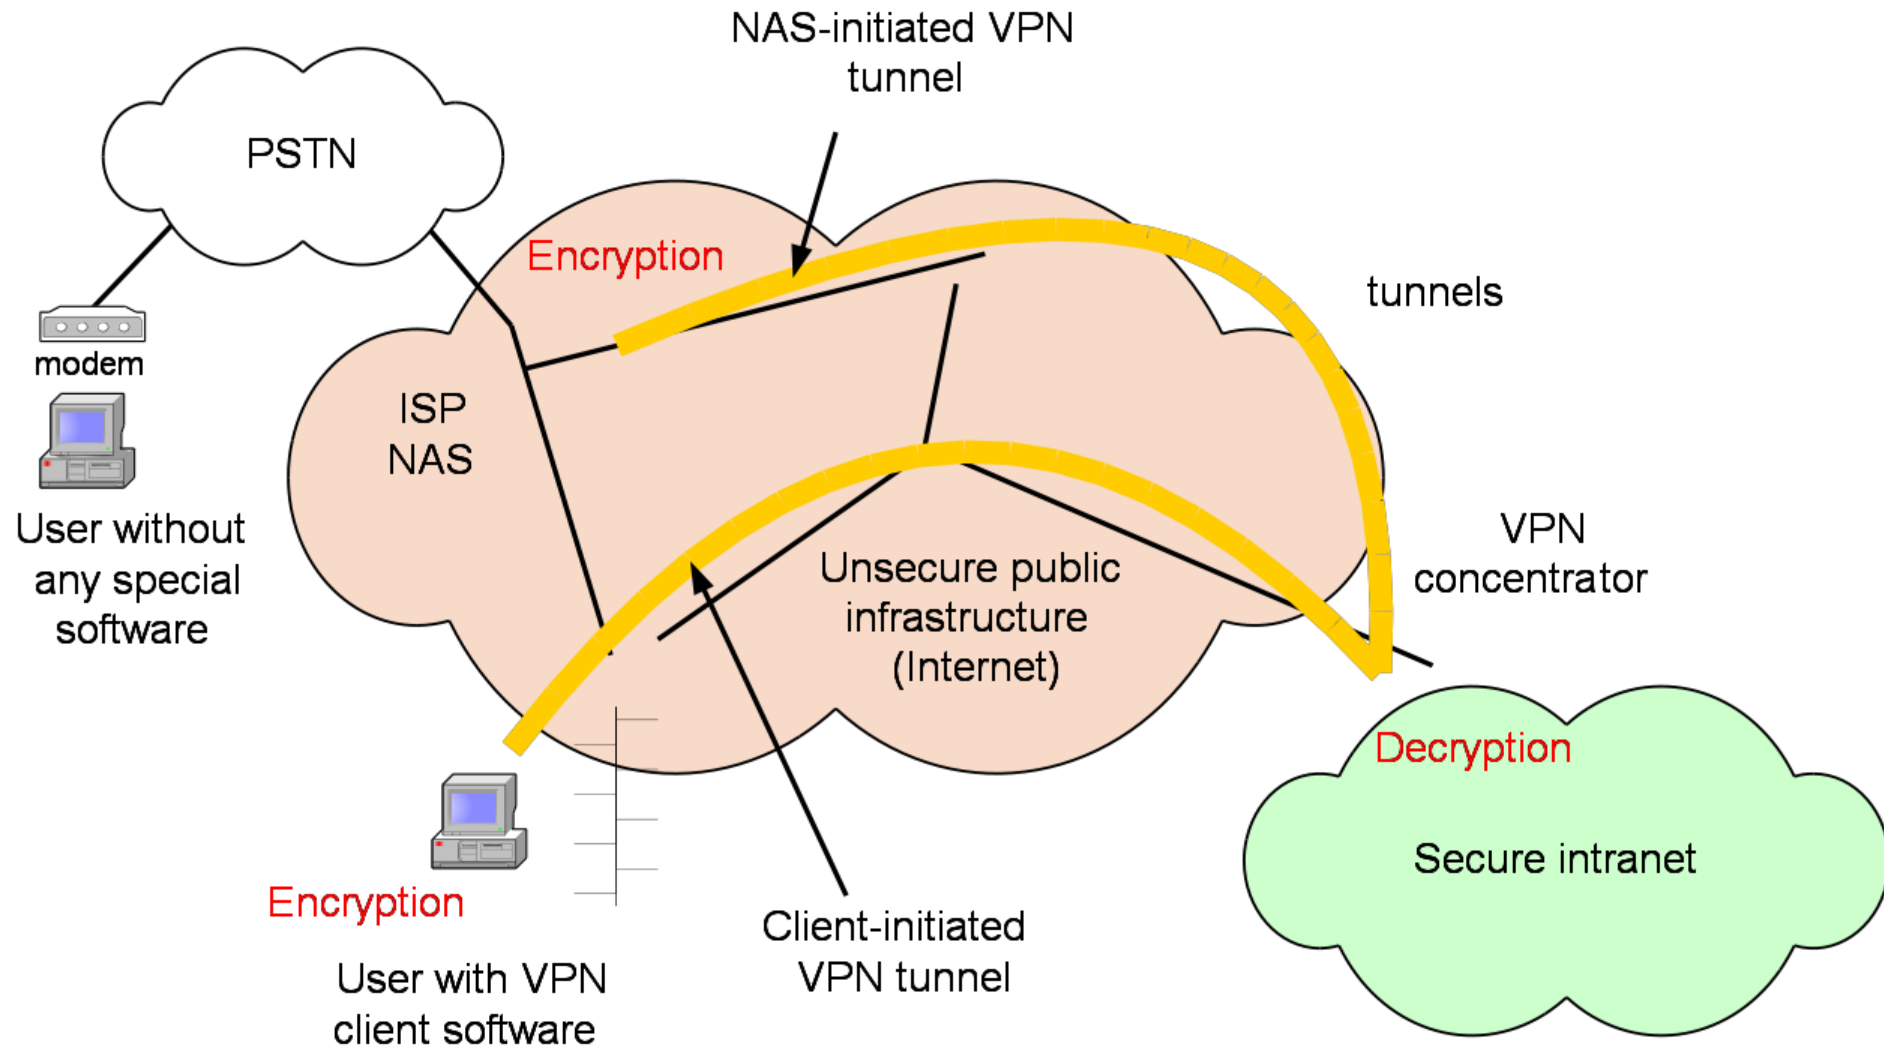 NAS-initiated VPN
tunnel
PSTN
Encryption
tunnels
modem
ISP
NAS
User without
any special
software
VPN
concentrator
Unsecure public
infrastructure
(Internet)
Decryption
Secure intranet
Encryption
Client-initiated
VPN tunnel
User with VPN
client software